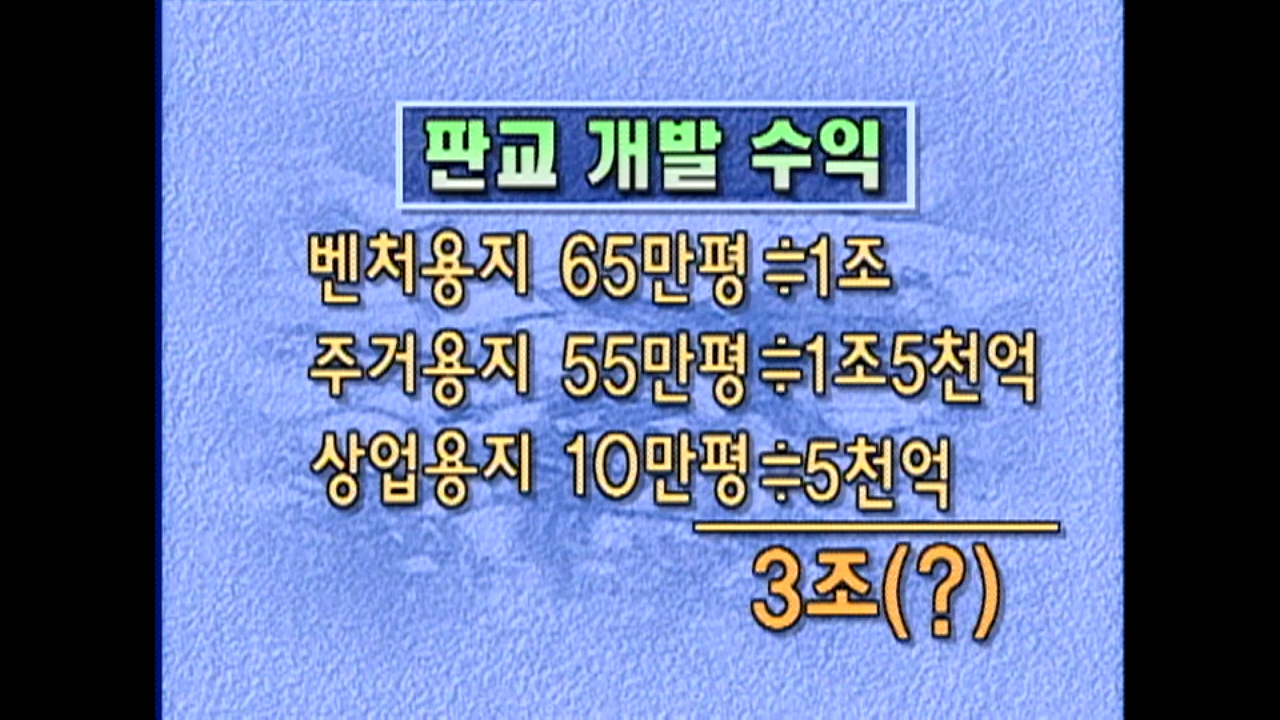 판교 개발 수익
벤처용지 65만평≒1조
주거용지 55만평≒1조5천억
상업용지 10만평≒5천억
3조(?)